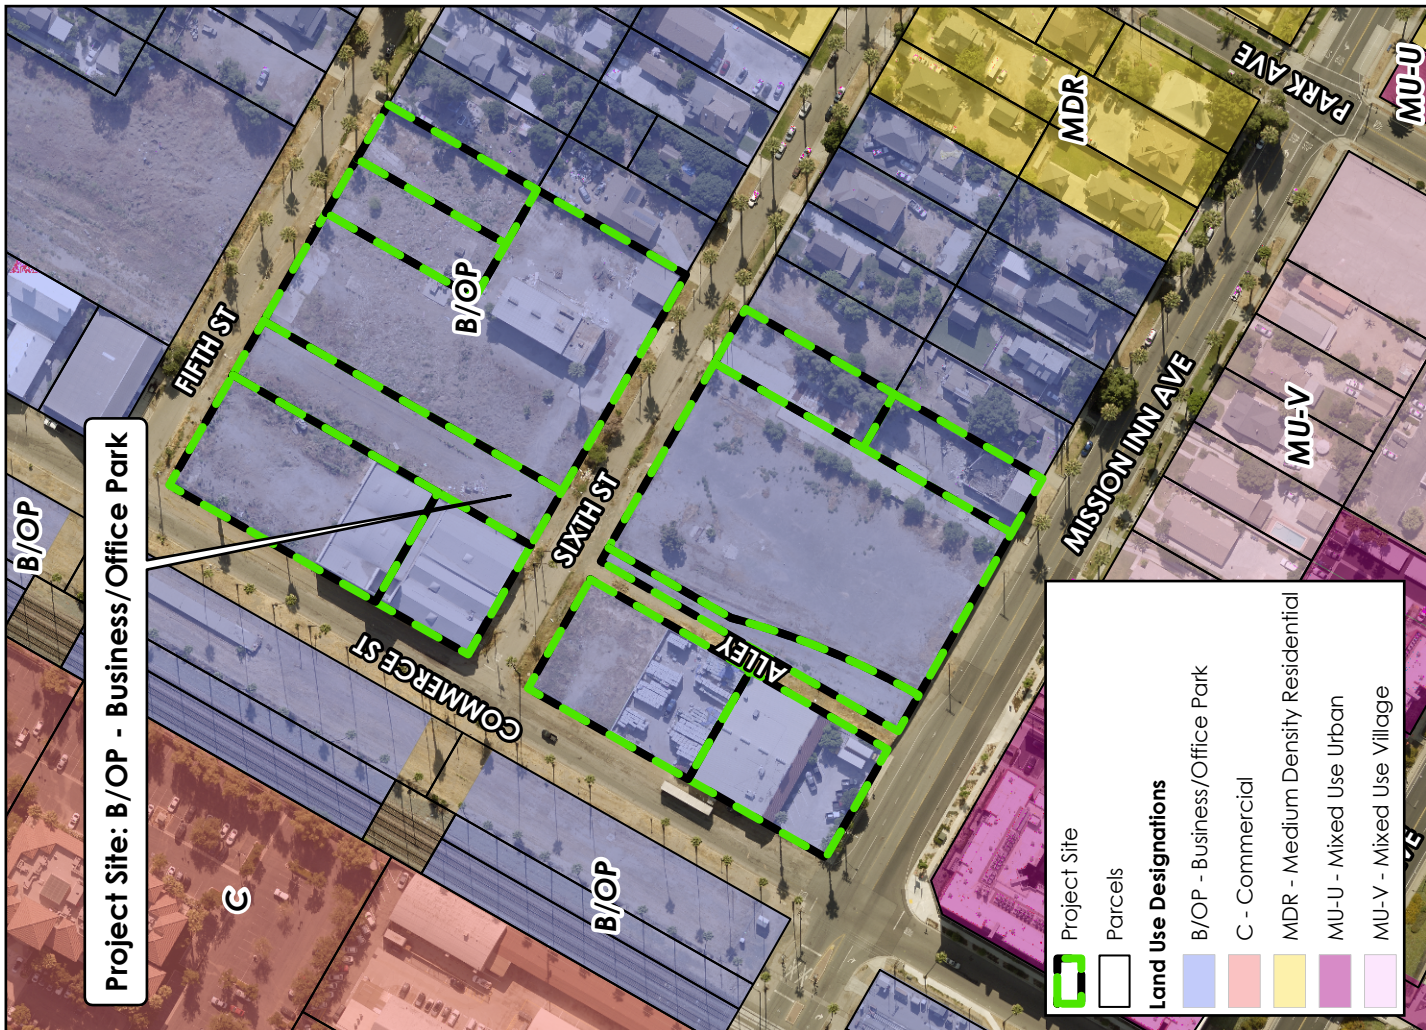 Project Site: B/OP - Business/Office Park
B/OP
FIFTH ST
B/OP
COMMERCE ST
SIXTH ST
ALLEY
C
B/OP
MDR
PARK AVE
MU-U
MISSION INN AVE
MU-V
VE
Project Site
Parcels
Land Use Designations
B/OP - Business/Office Park
C - Commercial
MDR - Medium Density Residential
MU-U - Mixed Use Urban
MU-V - Mixed Use Village